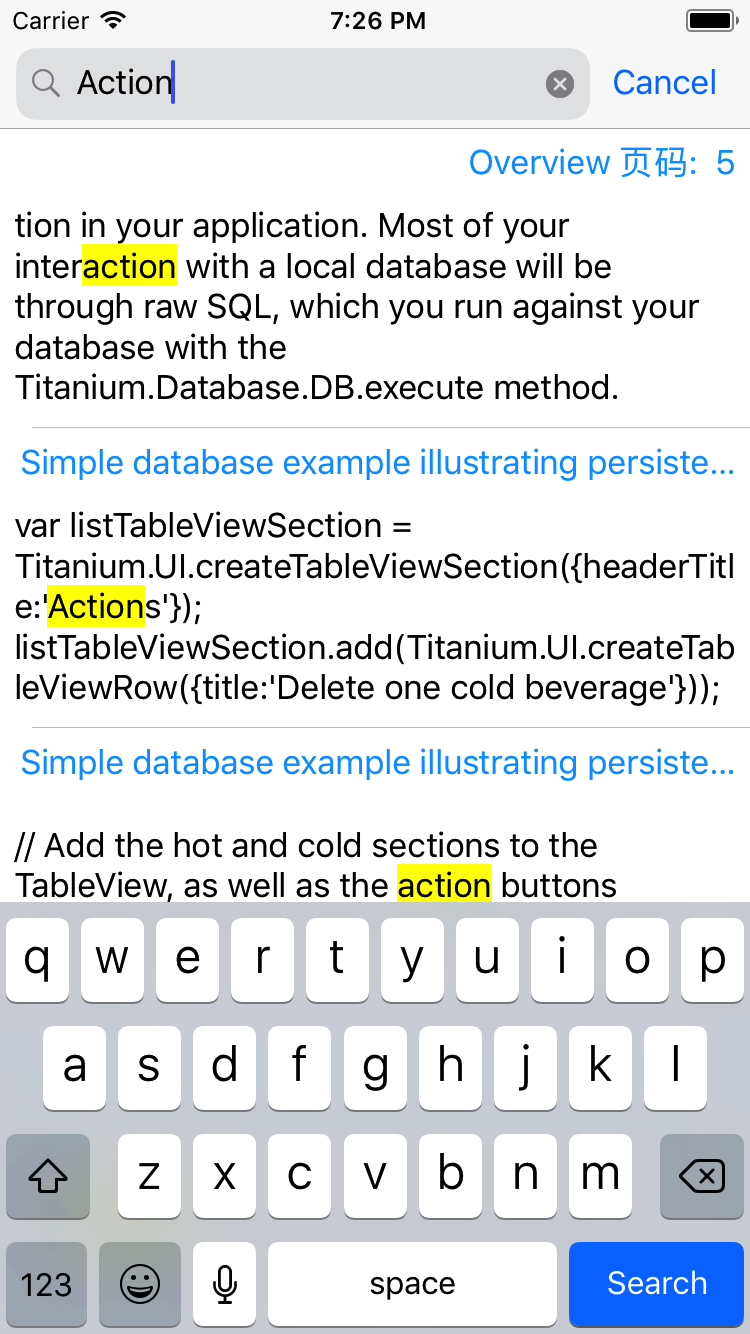 Carrier 7:26 PM
Action Cancel
Overview 页码: 5
tion in your application. Most of your
interaction with a local database will be
through raw SQL, which you run against your
database with the
Titanium.Database.DB.execute method.
Simple database example illustrating persiste...
var listTableViewSection =
Titanium.UI.createTableViewSection({headerTitl
e:'Actions'});
listTableViewSection.add(Titanium.UI.createTab
leViewRow({title:'Delete one cold beverage'}));
Simple database example illustrating persiste...
// Add the hot and cold sections to the
TableView, as well as the action buttons
q w e r t y u i o p
a s d f g h j k l
z x c v b n m
123 space Search